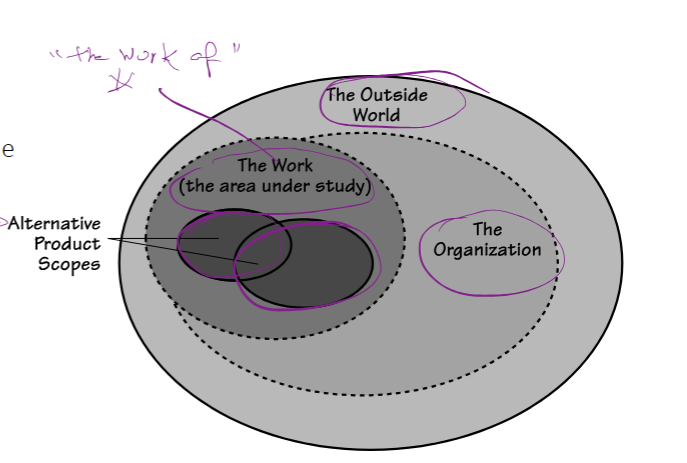 "the work of"
The Outside
World
e
The Work
(the area under study)
Alternative
Product
Scopes
The
Organization